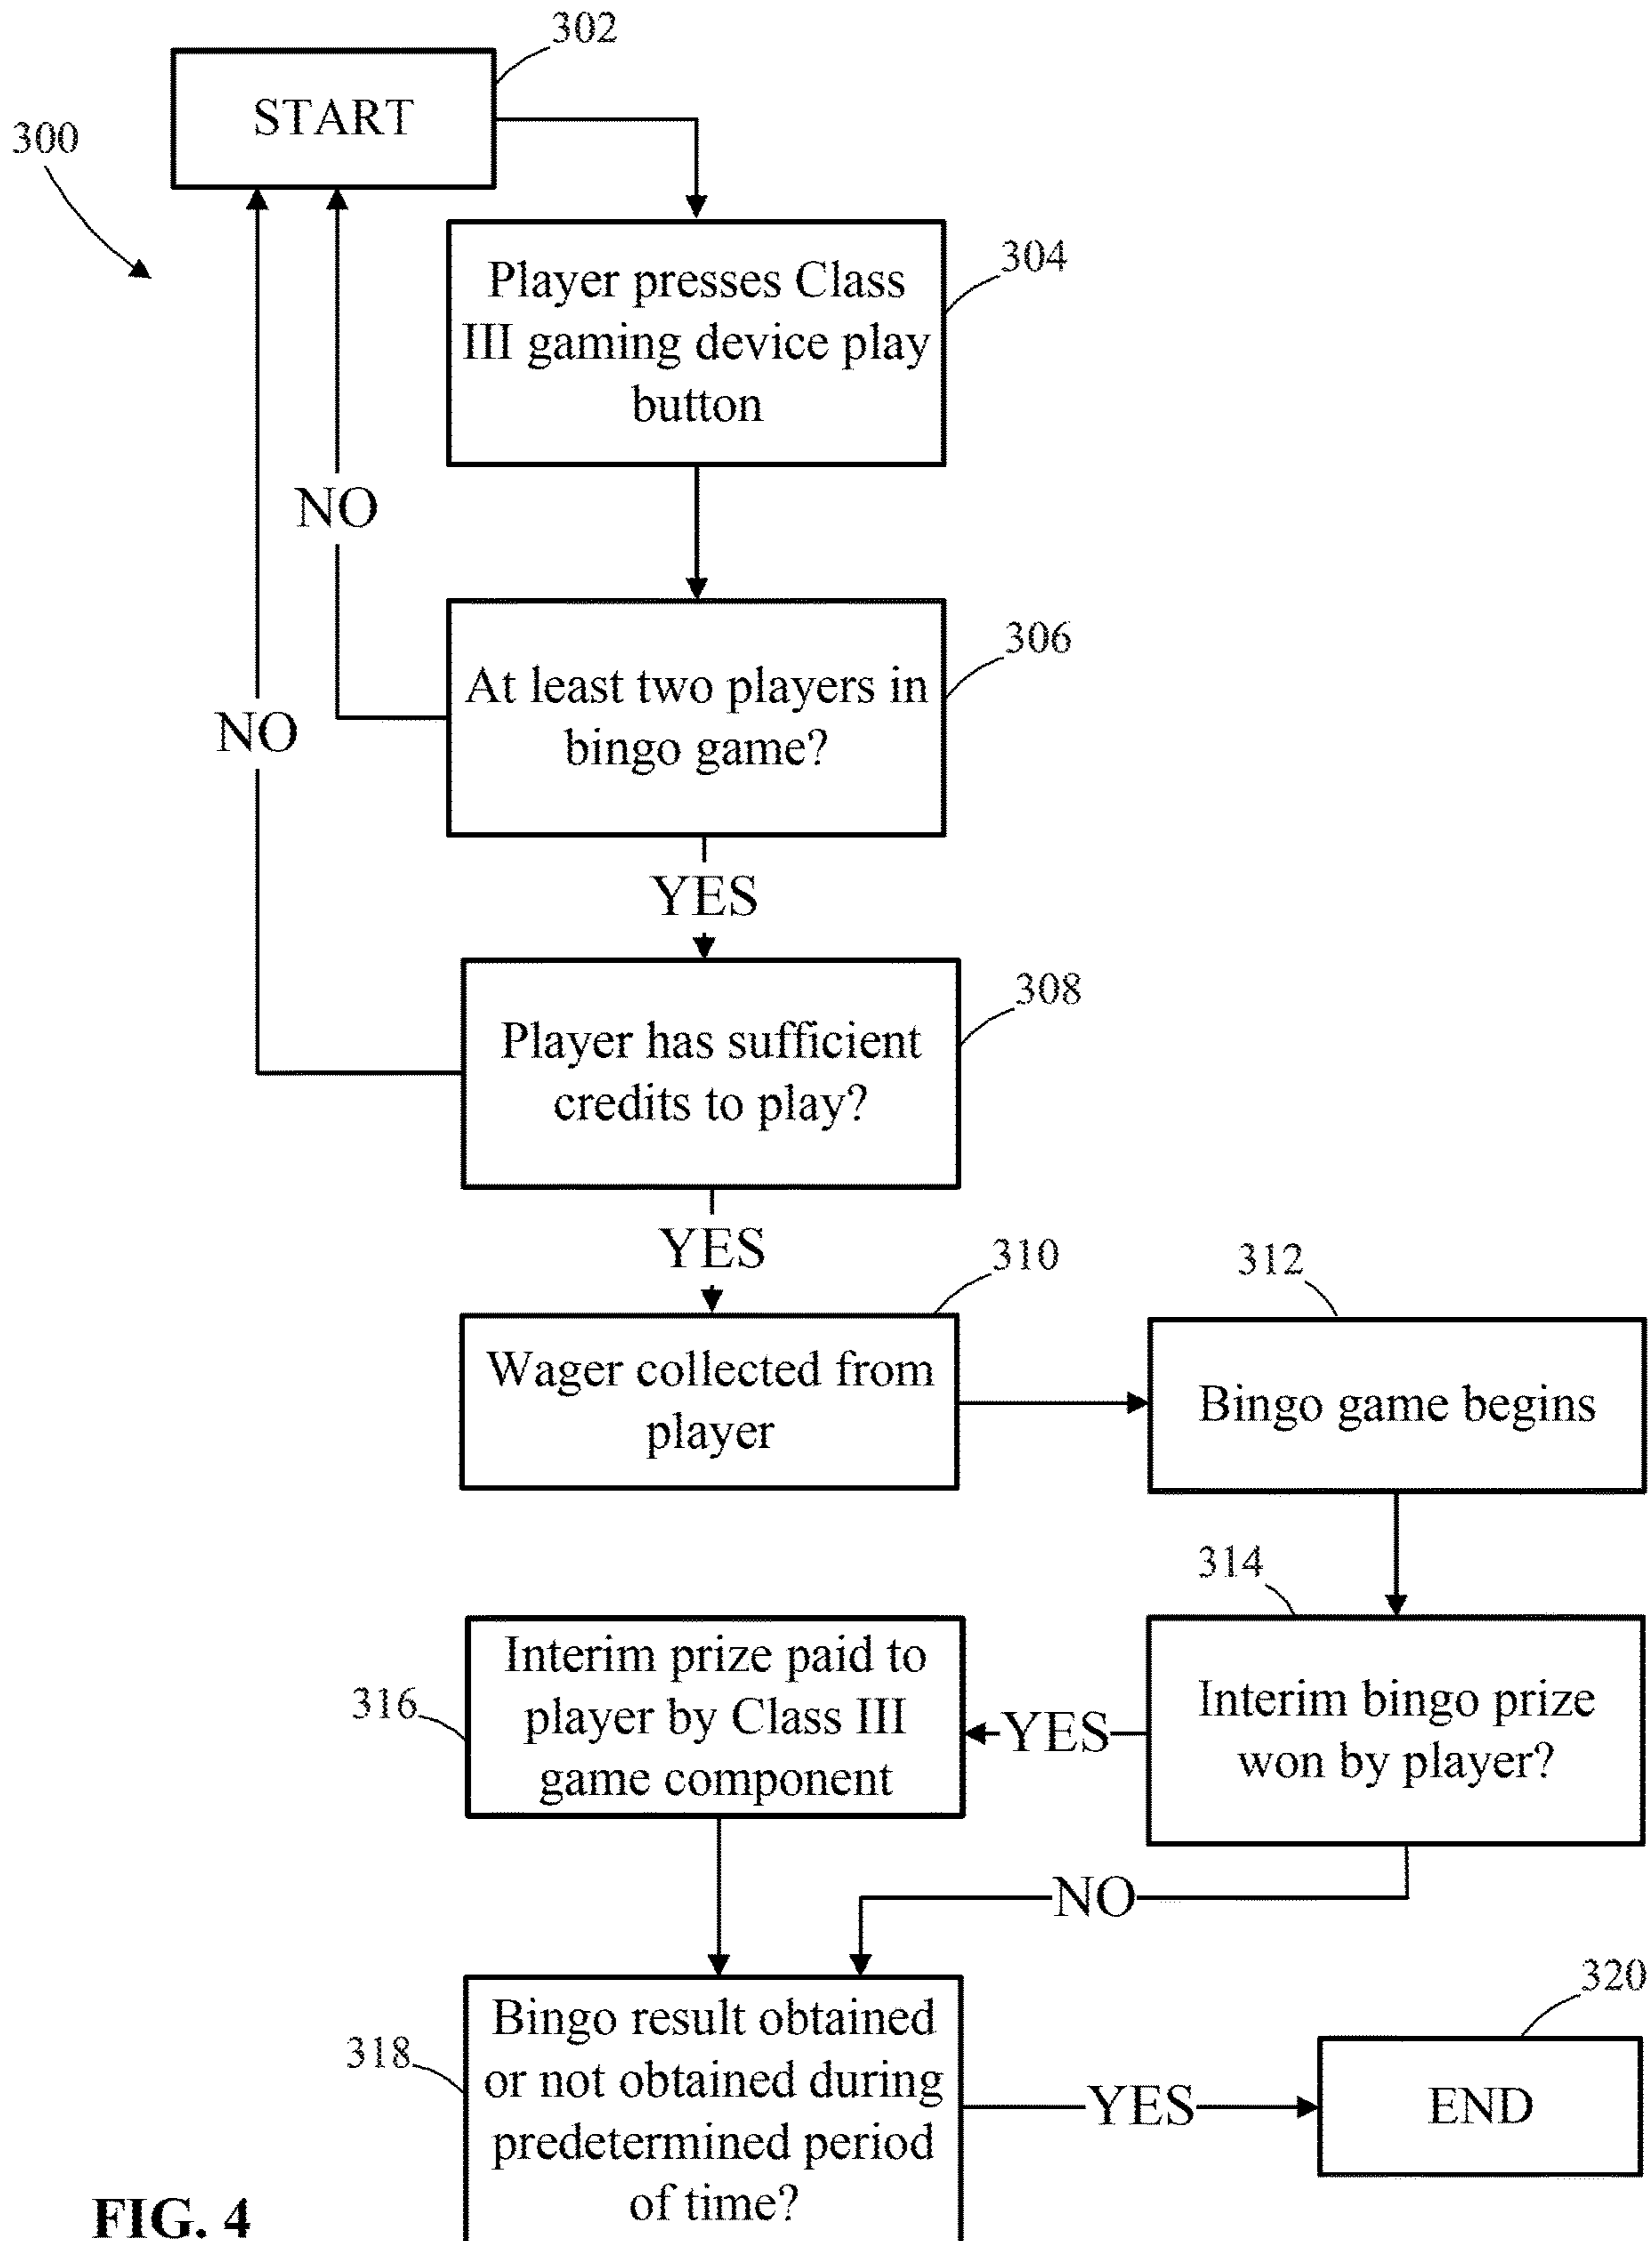 302
START
300
304
Player presses Class
III gaming device play
button
NO
306
At least two players in
bingo game?
NO
YES
308
Player has sufficient
credits to play?
YES
310
312
Wager collected from
player
Bingo game begins
314
316
Interim prize paid to
player by Class III
game component
YES
Interim bingo prize
won by player?
NO
318
Bingo result obtained
or not obtained during
predetermined period
of time?
YES
320
END
FIG. 4